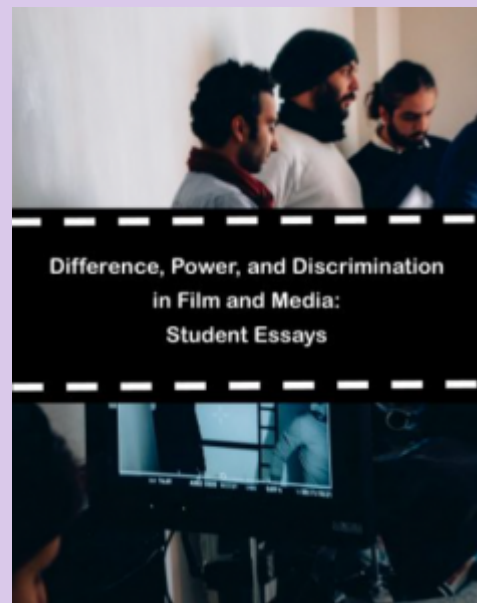 Difference, Power, and Discrimination
in Film and Media:
Student Essays